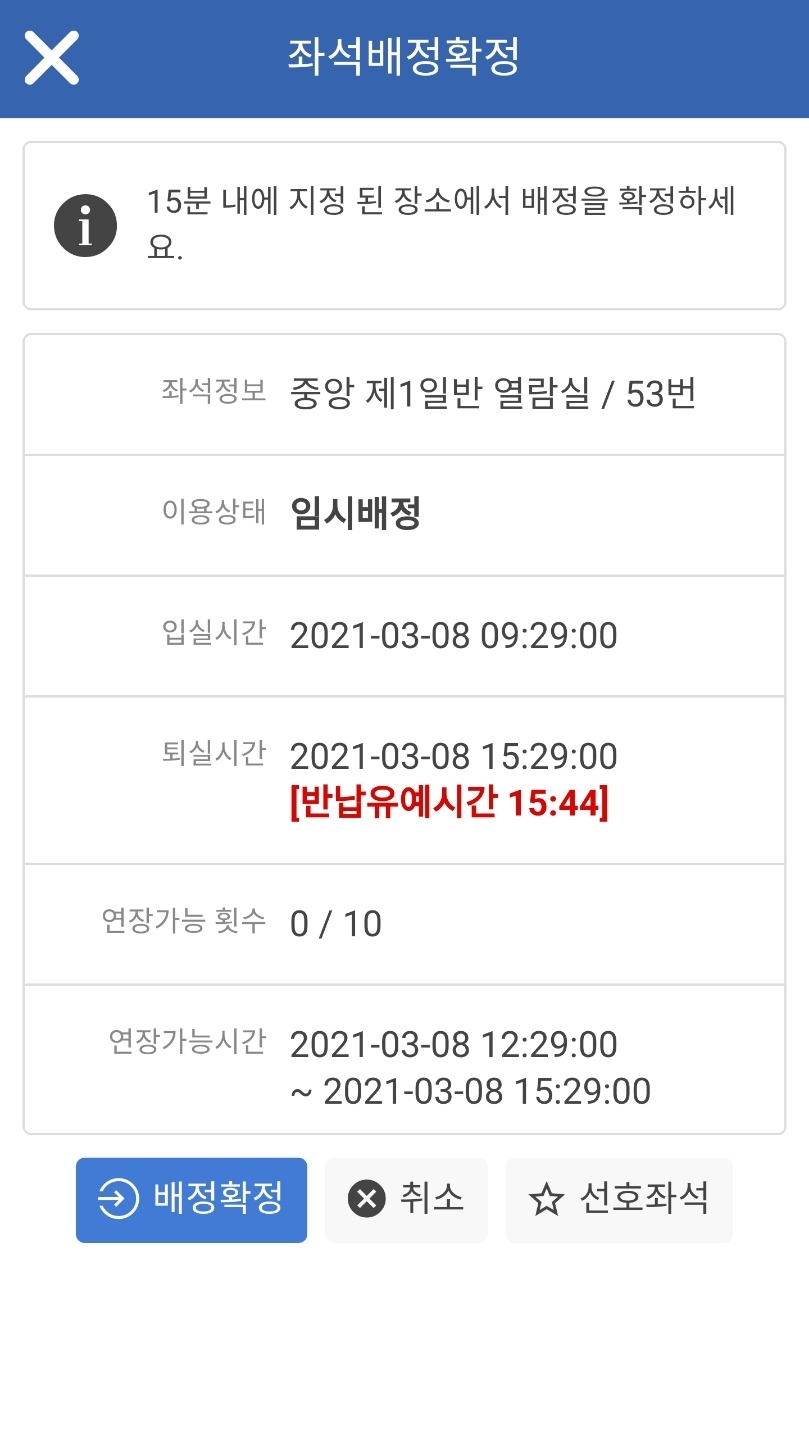 좌석배정확정
15분 내에 지정 된 장소에서 배정을 확정하세
요.
좌석정보 중앙 제1일반 열람실 / 53번
이용상태 임시배정
입실시간 2021-03-08 09:29:00
퇴실시간 2021-03-08 15:29:00
[반납유예시간 15:44]
연장가능 횟수 0 / 10
연장가능시간 2021-03-08 12:29:00
~ 2021-03-08 15:29:00
배정확정 취소 선호좌석